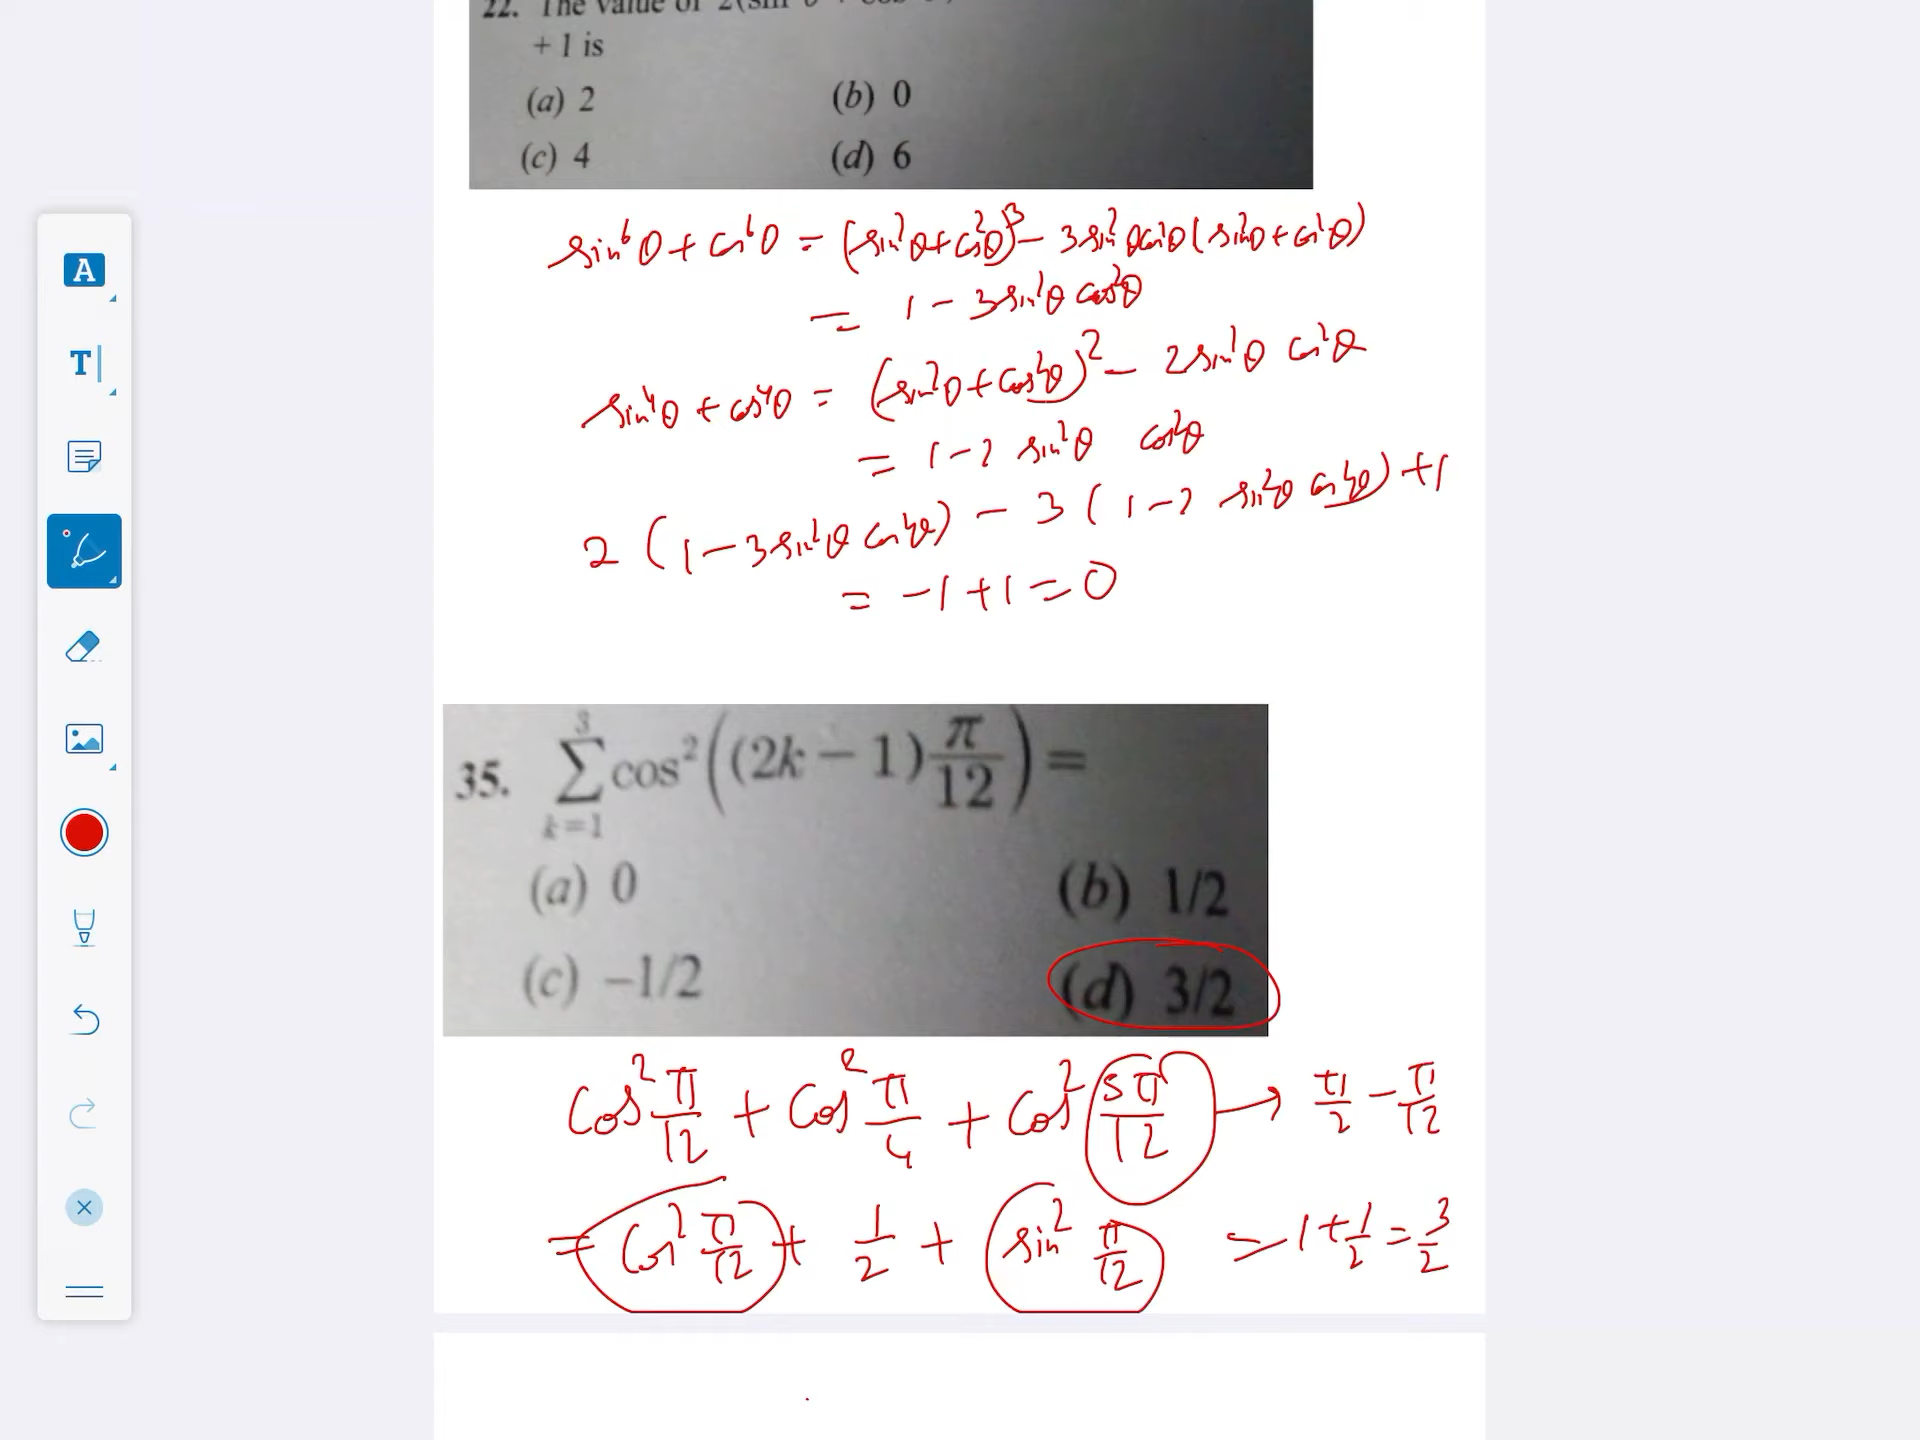 22. The value of 2(sin
+ 1 is
(a) 2 (b) 0
(c) 4 (d) 6
sin⁶θ + cos⁶θ = (sin²θ + cos²θ)³ − 3sin²θcos²θ(sin²θ + cos²θ)
= 1 − 3sin²θ cos²θ
sin⁴θ + cos⁴θ = (sin²θ + cos²θ)² − 2sin²θ cos²θ
= 1 − 2 sin²θ cos²θ
2 (1 − 3sin²θ cos²θ) − 3 (1 − 2 sin²θ cos²θ) + 1
= −1 + 1 = 0
35. ∑_{k=1}^{3} cos²((2k − 1) π/12) =
(a) 0 (b) 1/2
(c) −1/2 (d) 3/2
cos² π/12 + cos² π/4 + cos² 5π/12 → π/2 − π/12
= cos² π/12 + 1/2 + sin² π/12 = 1 + 1/2 = 3/2
A
T